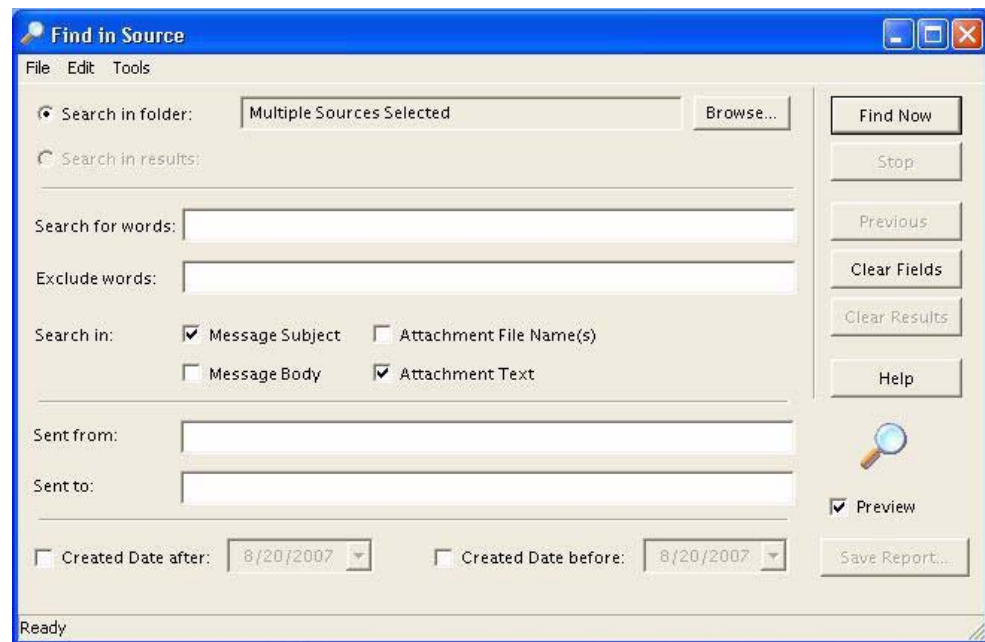 Find in Source
File Edit Tools
Search in folder: Multiple Sources Selected Browse... Find Now
Search in results: Stop
Search for words: Previous
Exclude words: Clear Fields
Clear Results
Search in: Message Subject Attachment File Name(s)
Message Body Attachment Text Help
Sent from:
Sent to:
Preview
Created Date after: 8/20/2007 Created Date before: 8/20/2007 Save Report...
Ready